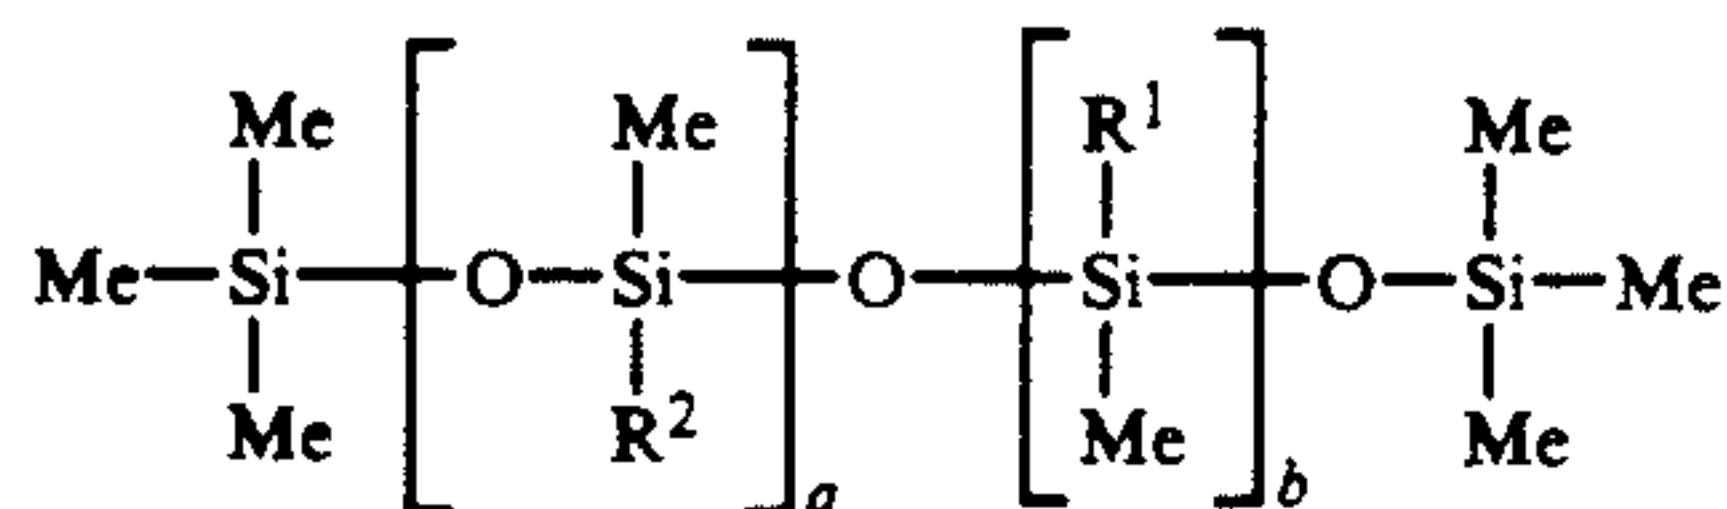 Me Me R¹ Me
Me—Si—[O—Si—]a O—[Si—]b O—Si—Me
Me R² Me Me